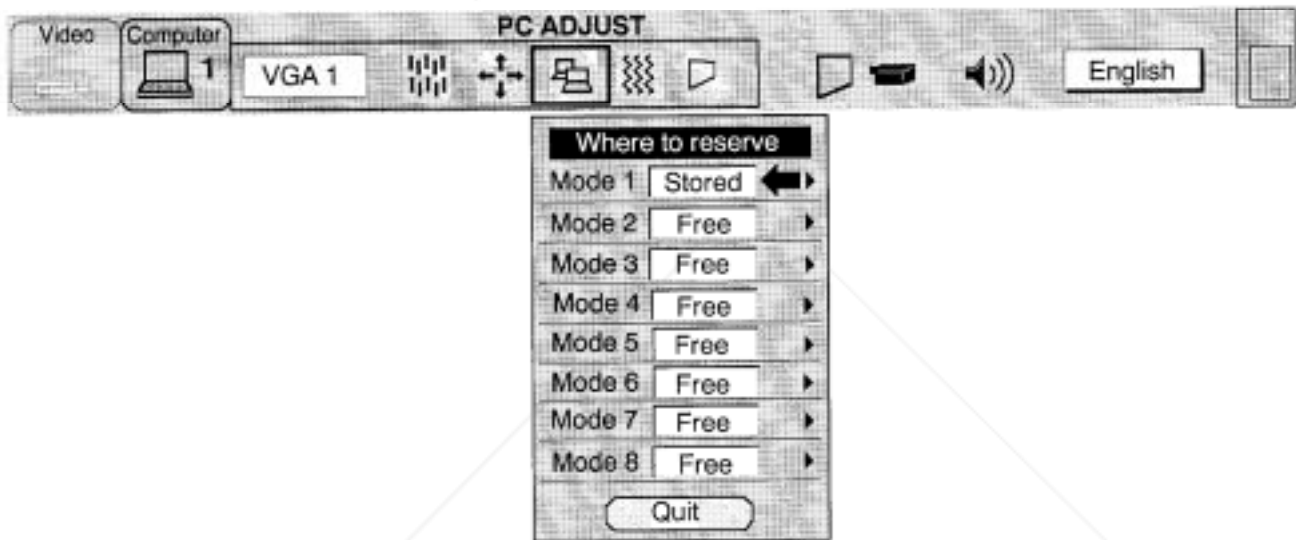 PC ADJUST
Video
Computer
1
VGA 1
English
Where to reserve
Mode 1 Stored
Mode 2 Free
Mode 3 Free
Mode 4 Free
Mode 5 Free
Mode 6 Free
Mode 7 Free
Mode 8 Free
Quit